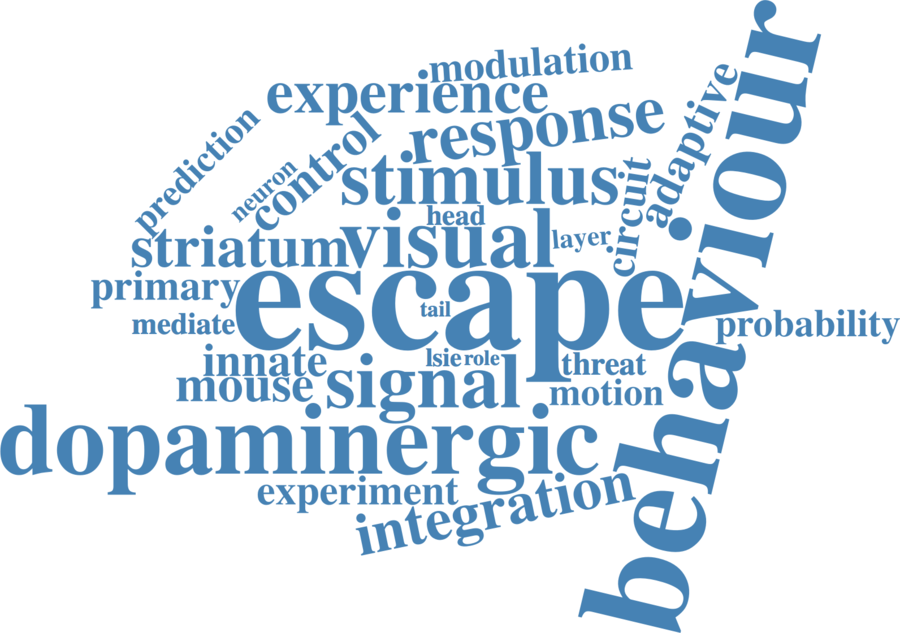 modulation
experience
response
adaptive
behaviour
prediction
neuron
control
stimulus
circuit
head
striatum
visual
layer
primary
escape
mediate
tail
probability
innate
lsie
role
threat
mouse
signal
motion
dopaminergic
experiment
integration